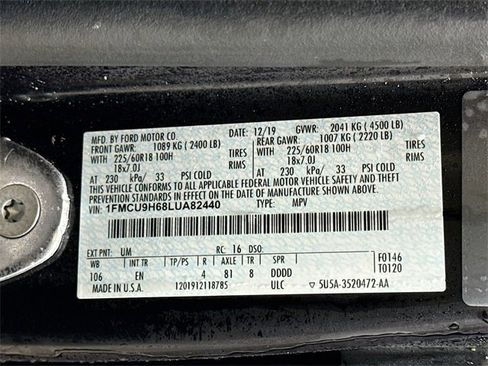 MFD. BY FORD MOTOR CO. DATE: 12/19 GVWR: 2041 KG ( 4500 LB)
FRONT GAWR: 1089 KG ( 2400 LB) REAR GAWR: 1007 KG ( 2220 LB)
WITH 225/60R18 100H TIRES WITH 225/60R18 100H TIRES
18x7.0J RIMS 18x7.0J RIMS
AT 230 kPa/ 33 PSI COLD AT 230 kPa/ 33 PSI COLD
THIS VEHICLE CONFORMS TO ALL APPLICABLE FEDERAL MOTOR VEHICLE SAFETY AND THEFT
PREVENTION STANDARDS IN EFFECT ON THE DATE OF MANUFACTURE SHOWN ABOVE.
VIN: 1FMCU9H68LUA82440 TYPE: MPV
EXT PNT: UM RC: 16 DSO: F0146
WB INT TR TP/PS R AXLE TR SPR T0120
106 EN 4 81 8 DDDD
MADE IN U.S.A. 1201912118785 ULC 5U5A-3520472-AA